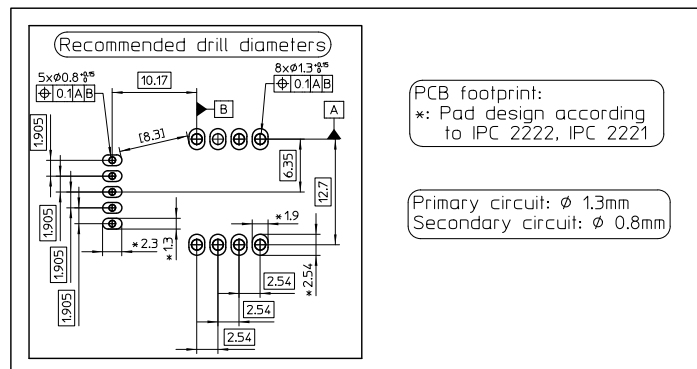 Recommended drill diameters
5xø0.8 +0.15 0
⌖ 0.1 A B
10.17
8xø1.3 +0.15 0
⌖ 0.1 A B
B
A
[8.3]
1.905
6.35
12.7
* 1.9
* 2.3
* 1.3
1.905
1.905
1.905
2.54
* 2.54
2.54
2.54
PCB footprint:
*: Pad design according
to IPC 2222, IPC 2221
Primary circuit: ø 1.3mm
Secondary circuit: ø 0.8mm